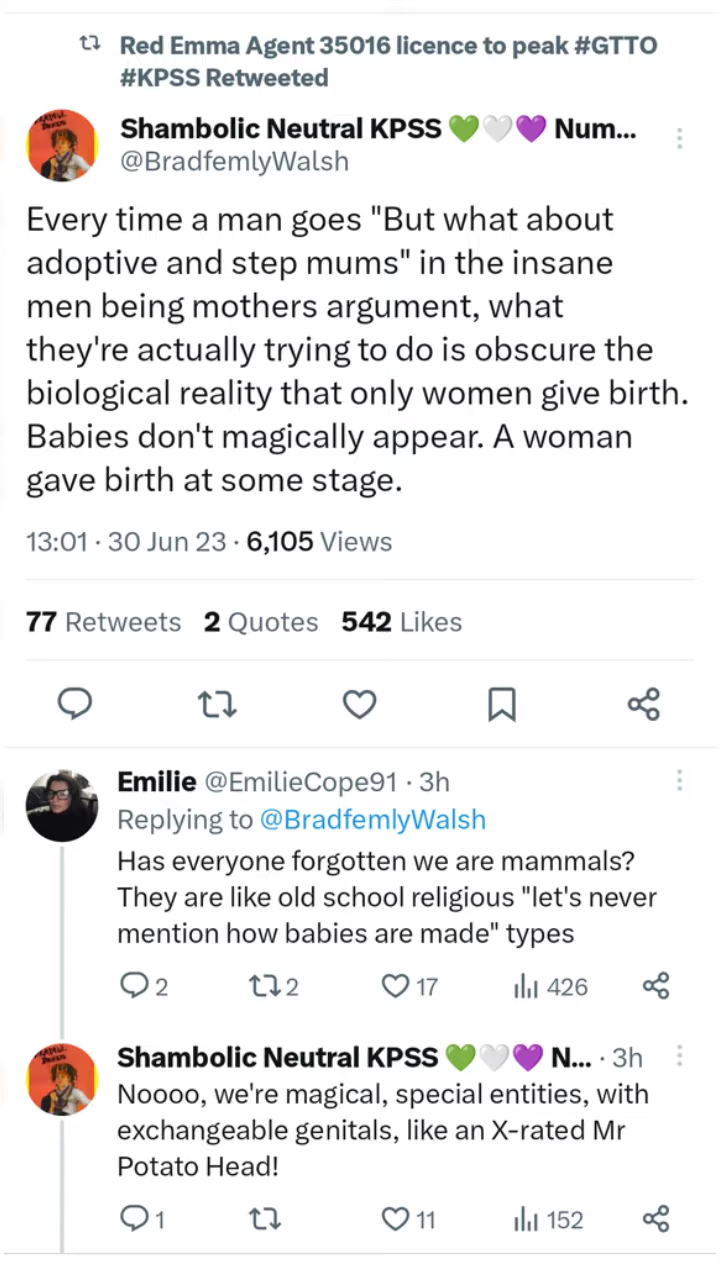 Red Emma Agent 35016 licence to peak #GTTO
#KPSS Retweeted
Shambolic Neutral KPSS 💚🤍💜 Num...
@BradfemlyWalsh
Every time a man goes "But what about
adoptive and step mums" in the insane
men being mothers argument, what
they're actually trying to do is obscure the
biological reality that only women give birth.
Babies don't magically appear. A woman
gave birth at some stage.
13:01 · 30 Jun 23 · 6,105 Views
77 Retweets 2 Quotes 542 Likes
Emilie @EmilieCope91 · 3h
Replying to @BradfemlyWalsh
Has everyone forgotten we are mammals?
They are like old school religious "let's never
mention how babies are made" types
2 2 17 426
Shambolic Neutral KPSS 💚🤍💜 N... · 3h
Noooo, we're magical, special entities, with
exchangeable genitals, like an X-rated Mr
Potato Head!
1 11 152